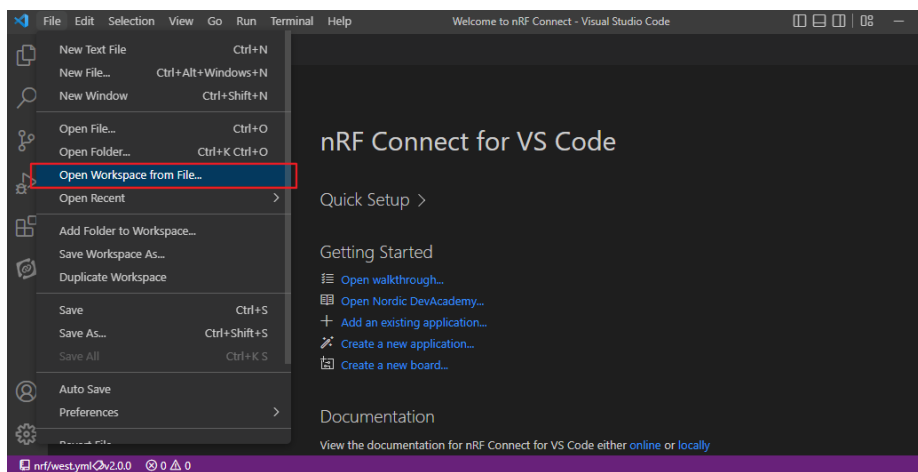 File Edit Selection View Go Run Terminal Help Welcome to nRF Connect - Visual Studio Code
New Text File Ctrl+N
New File... Ctrl+Alt+Windows+N
New Window Ctrl+Shift+N
Open File... Ctrl+O
Open Folder... Ctrl+K Ctrl+O
Open Workspace from File...
Open Recent
Add Folder to Workspace...
Save Workspace As...
Duplicate Workspace
Save Ctrl+S
Save As... Ctrl+Shift+S
Save All Ctrl+K S
Auto Save
Preferences
Revert File
nRF Connect for VS Code
Quick Setup >
Getting Started
Open walkthrough...
Open Nordic DevAcademy...
Add an existing application...
Create a new application...
Create a new board...
Documentation
View the documentation for nRF Connect for VS Code either online or locally
nrf/west.yml v2.0.0 0 0